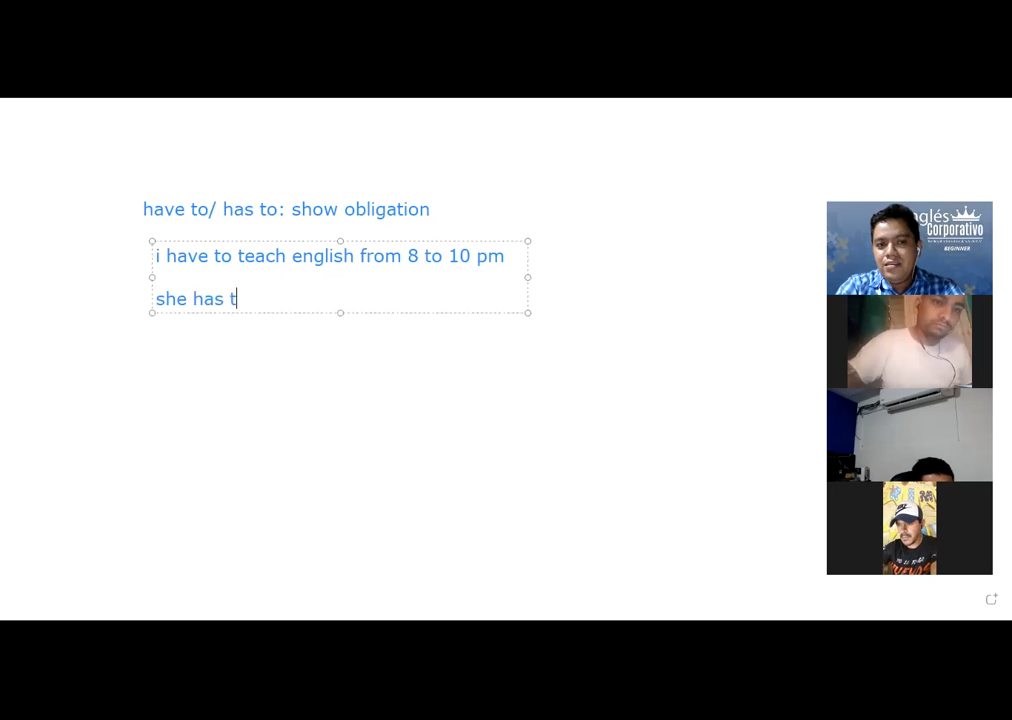 have to/ has to: show obligation
i have to teach english from 8 to 10 pm
she has t
nglés
Corporativo
BEGINNER